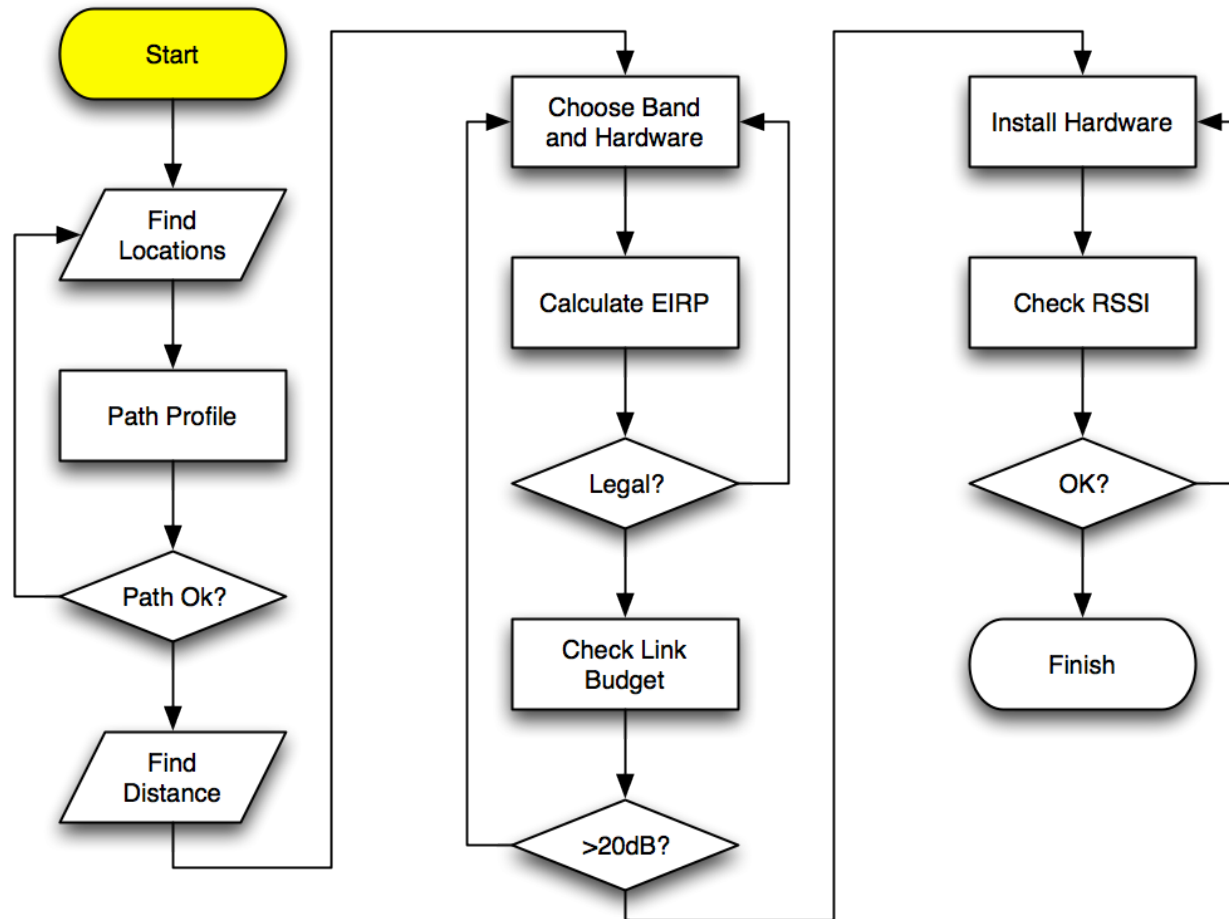 Start
Find
Locations
Path Profile
Path Ok?
Find
Distance
Choose Band
and Hardware
Calculate EIRP
Legal?
Check Link
Budget
>20dB?
Install Hardware
Check RSSI
OK?
Finish